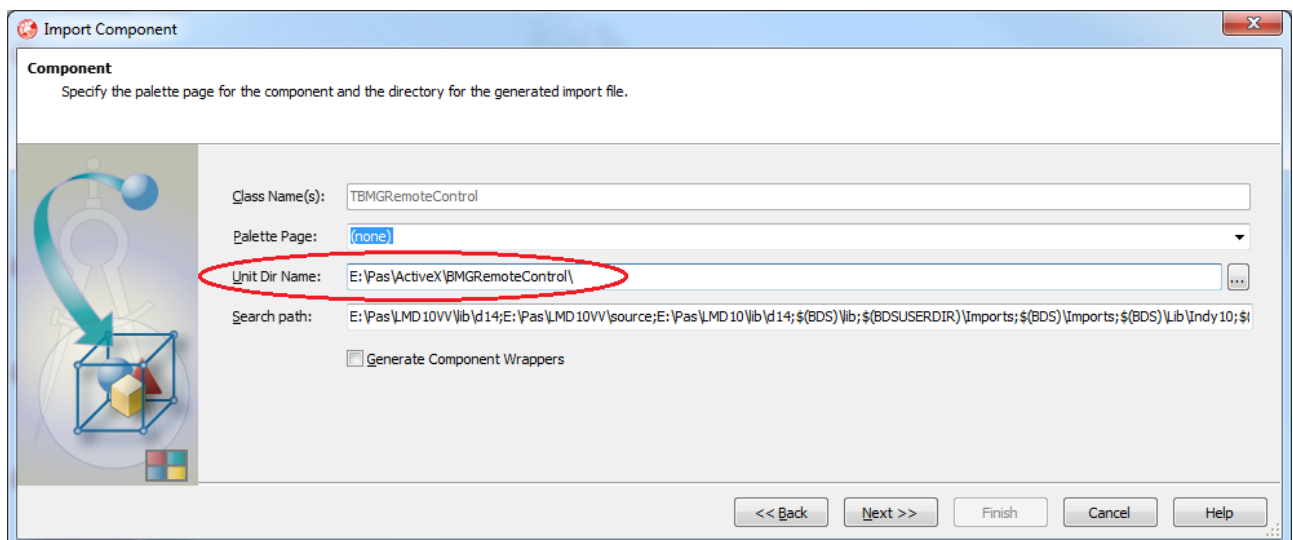 Import Component
Component
Specify the palette page for the component and the directory for the generated import file.
Class Name(s): TBMGRemoteControl
Palette Page: (none)
Unit Dir Name: E:\Pas\ActiveX\BMGRemoteControl\
...
Search path: E:\Pas\LMD10VV\lib\d14;E:\Pas\LMD10VV\source;E:\Pas\LMD10\lib\d14;$(BDS)\lib;$(BDSUSERDIR)\Imports;$(BDS)\Imports;$(BDS)\Lib\Indy10;$(
Generate Component Wrappers
<< Back Next >> Finish Cancel Help